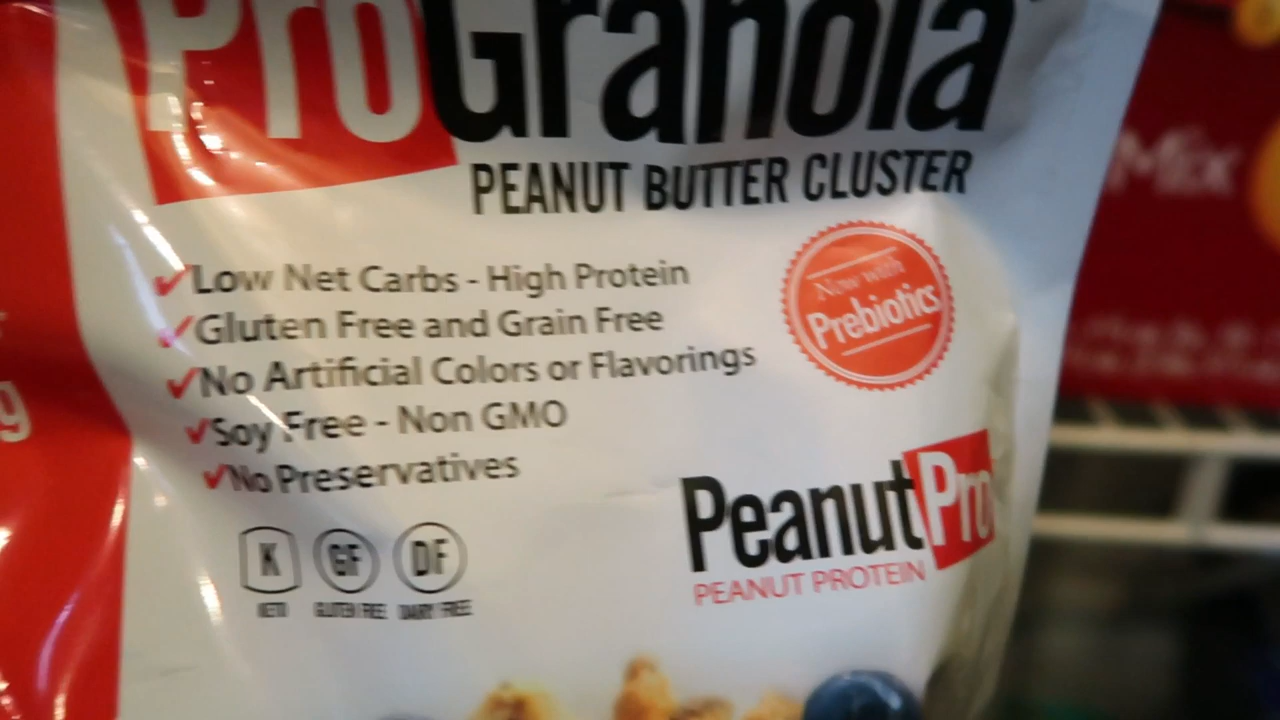 ProGranola
PEANUT BUTTER CLUSTER
Low Net Carbs - High Protein
Gluten Free and Grain Free
No Artificial Colors or Flavorings
Soy Free - Non GMO
No Preservatives
Now with
Prebiotics
K GF DF
KETO GLUTEN FREE DAIRY FREE
PeanutPro
PEANUT PROTEIN
g
Mix